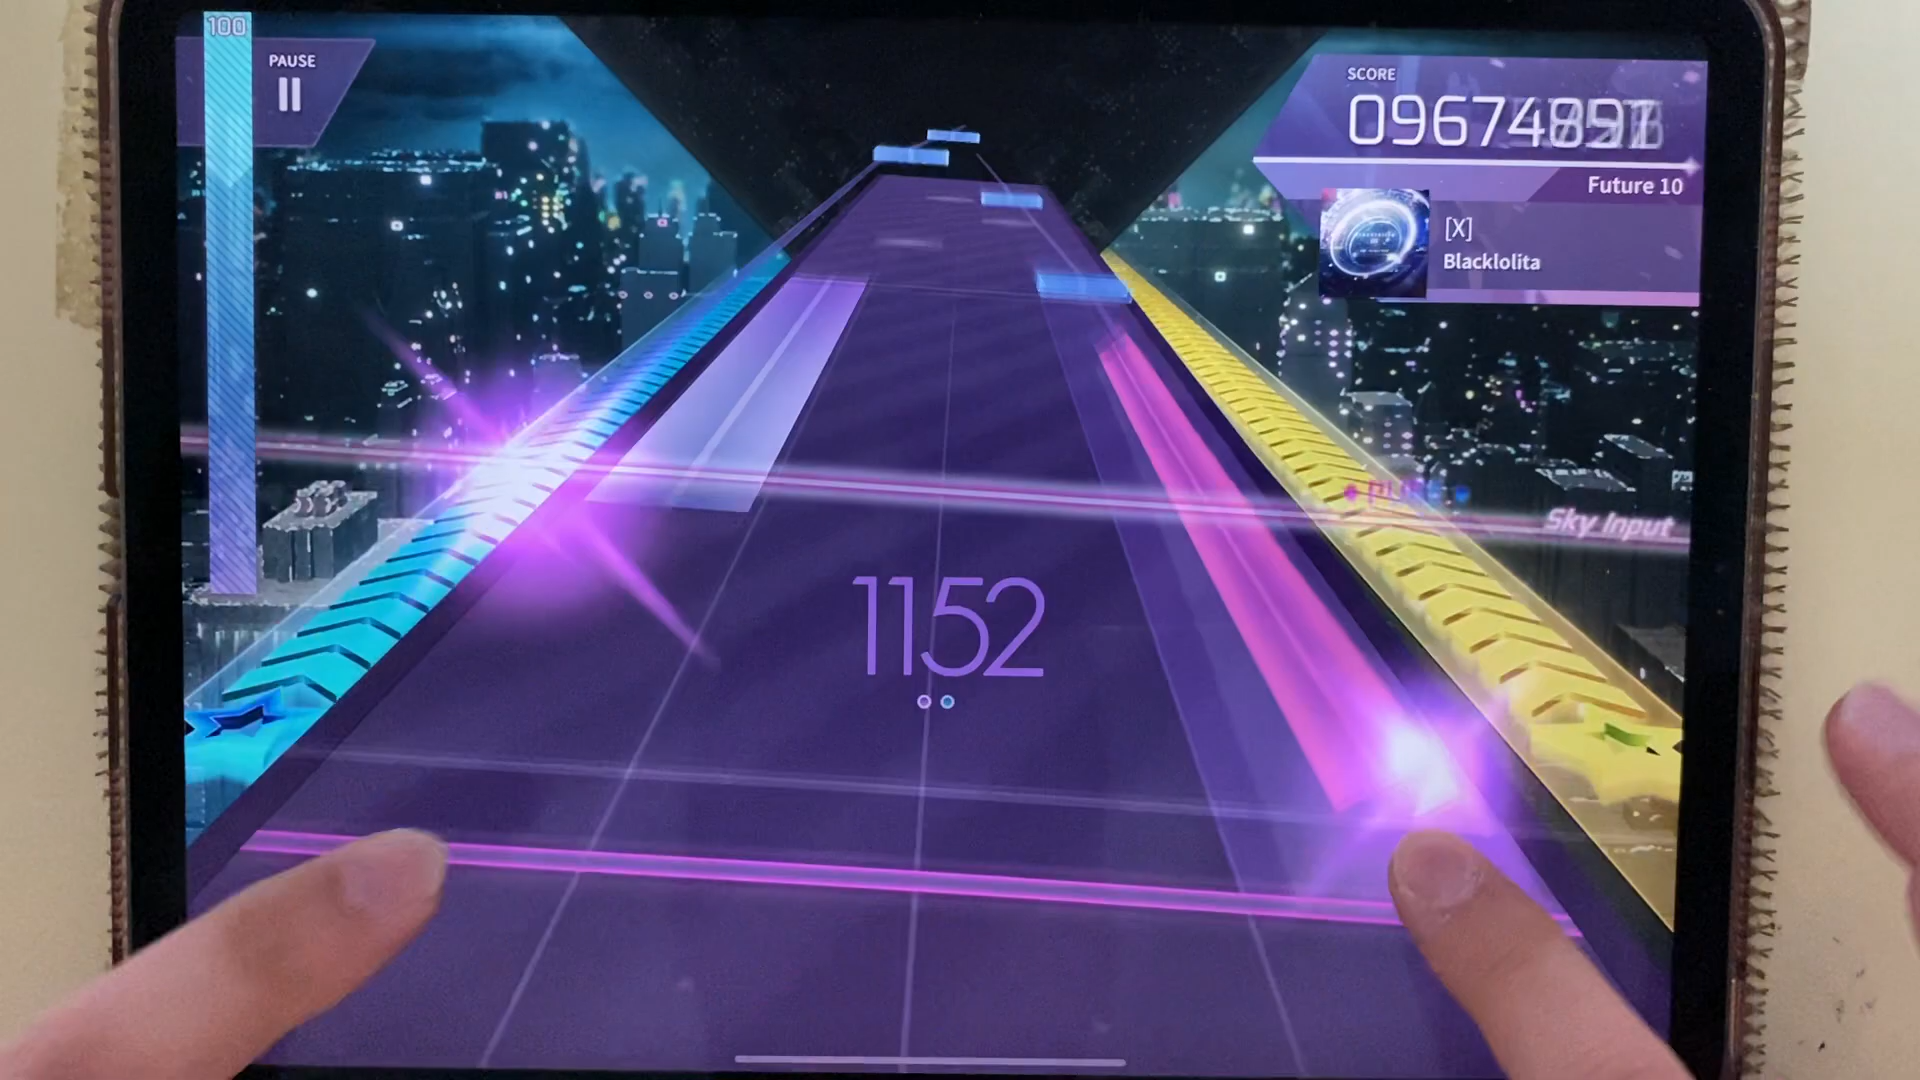 100
PAUSE
SCORE
Future 10
[X]
Blacklolita
Sky Input
1152